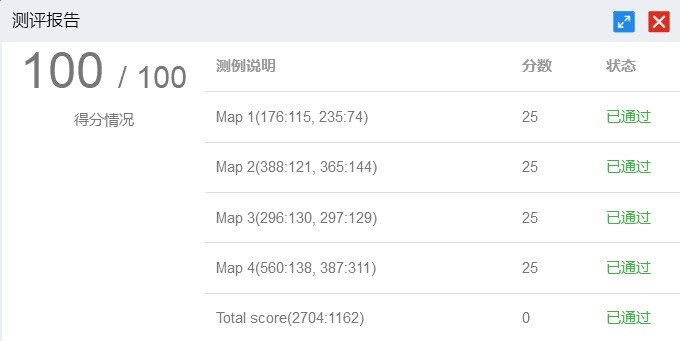 测评报告
100 / 100
得分情况
测例说明 分数 状态
Map 1(176:115, 235:74) 25 已通过
Map 2(388:121, 365:144) 25 已通过
Map 3(296:130, 297:129) 25 已通过
Map 4(560:138, 387:311) 25 已通过
Total score(2704:1162) 0 已通过